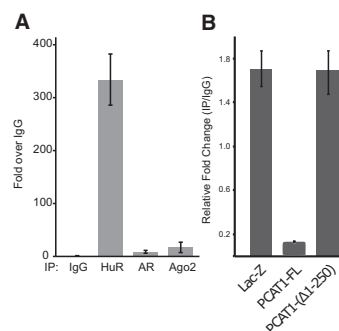 A
B
400
300
200
100
0
Fold over IgG
IP: IgG HuR AR Ago2
1.8
1.4
1.0
0.6
0.2
Relative Fold Change (IP/IgG)
Lac-Z
PCAT1-FL
PCAT1-(Δ1-250)